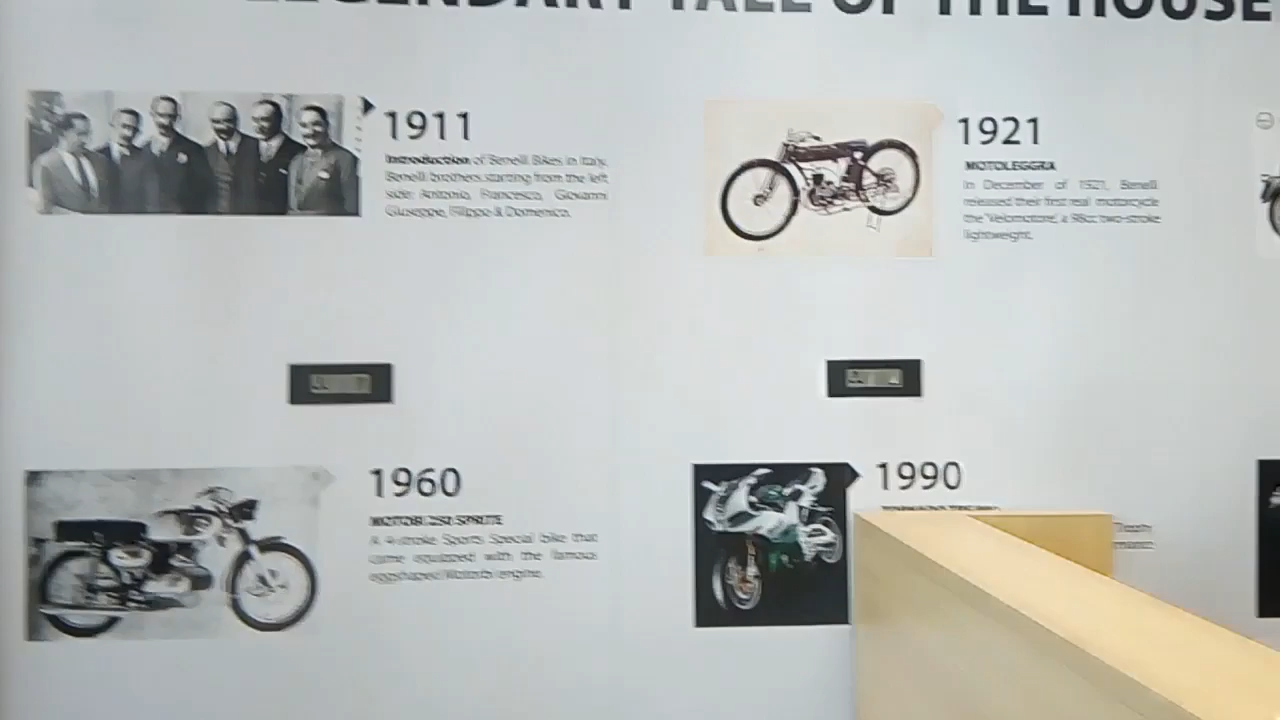 LEGENDARY TALE OF THE HOUSE
1911
Introduction of Benelli Bikes in Italy.
Benelli brothers starting from the left
side: Antonio, Francesco, Giovanni
Giuseppe, Filippo & Domenico.
1921
MOTOLEGGRA
In December of 1921, Benelli
released their first real motorcycle
the 'Velomotore', a 98cc two-stroke
lightweight.
1960
MOTOBI 250 SPRITE
A 4-stroke Sports Special bike that
came equipped with the famous
eggshaped Motorbi engine.
1990